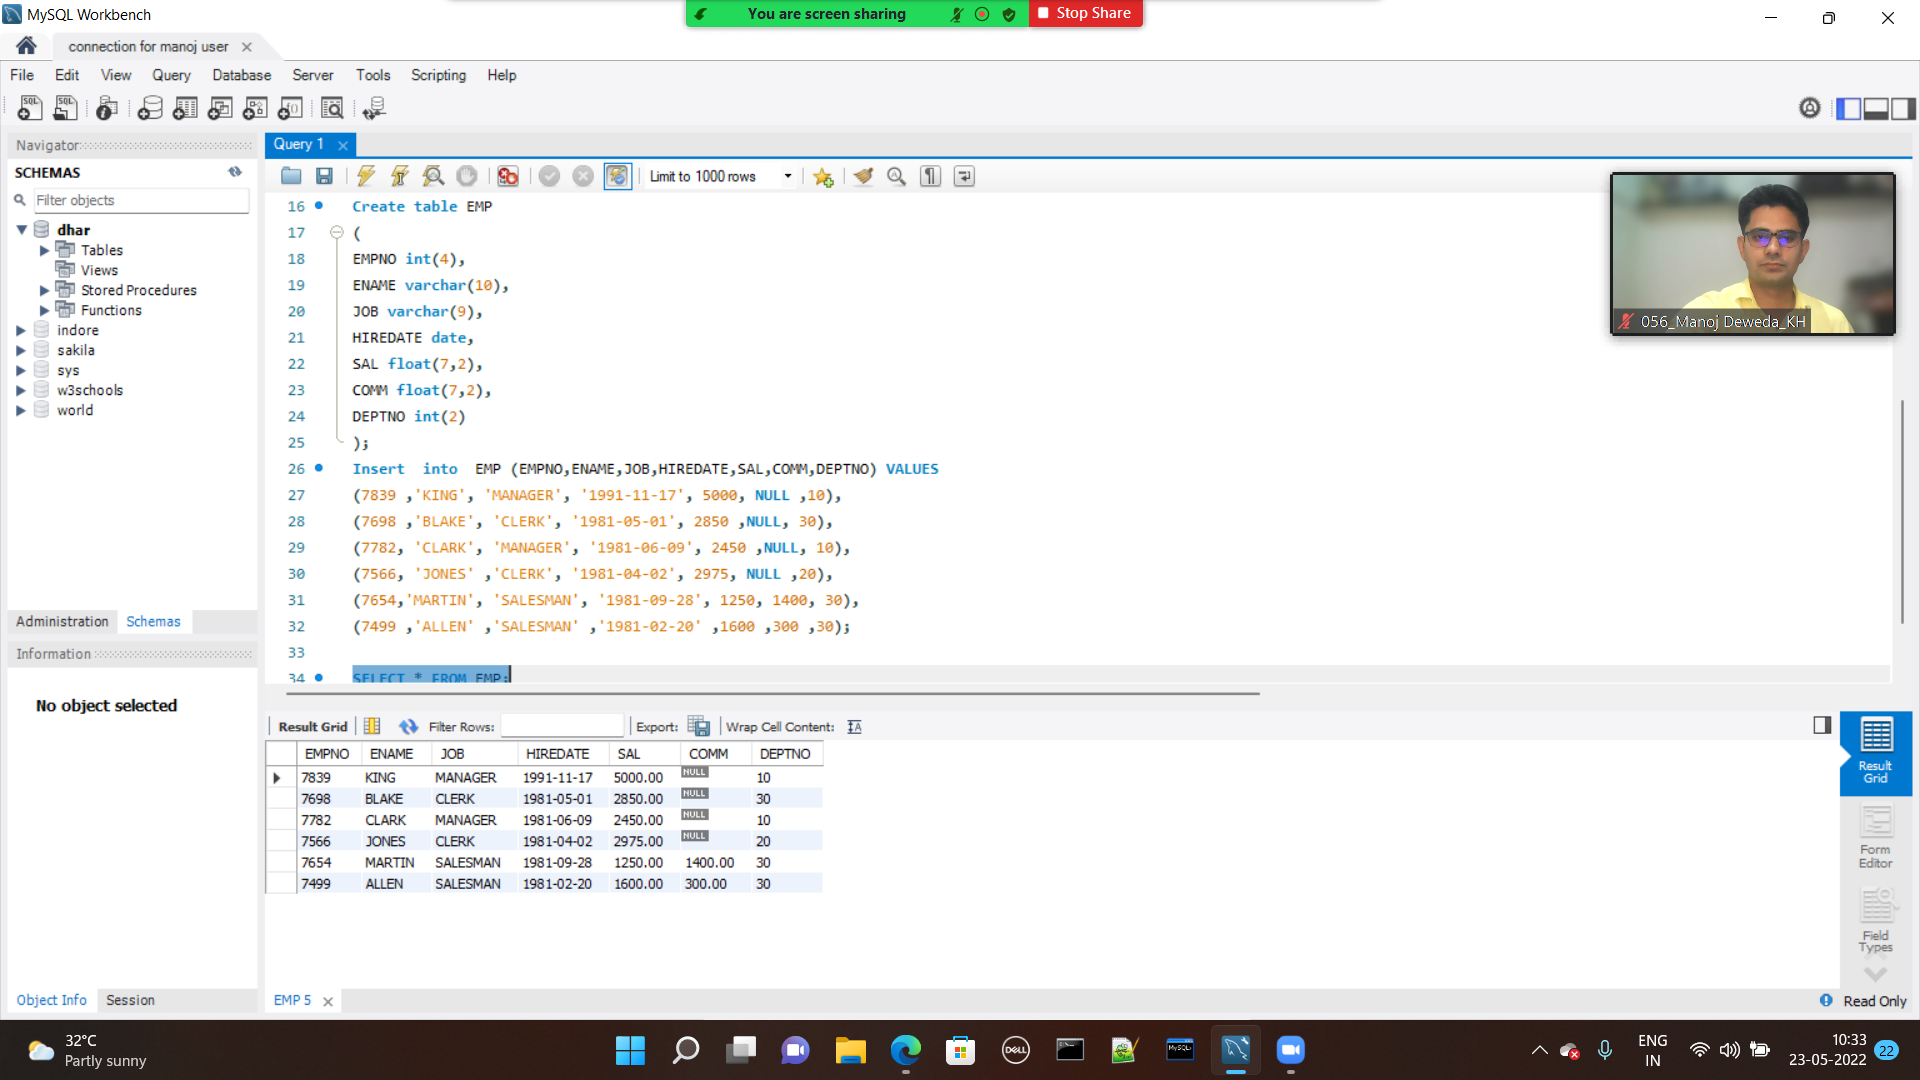 MySQL Workbench
You are screen sharing
Stop Share
connection for manoj user
File Edit View Query Database Server Tools Scripting Help
Navigator
Query 1
SCHEMAS
Limit to 1000 rows
Filter objects
dhar
Tables
Views
Stored Procedures
Functions
indore
sakila
sys
w3schools
world
16 Create table EMP
17 (
18 EMPNO int(4),
19 ENAME varchar(10),
20 JOB varchar(9),
21 HIREDATE date,
22 SAL float(7,2),
23 COMM float(7,2),
24 DEPTNO int(2)
25 );
26 Insert into EMP (EMPNO,ENAME,JOB,HIREDATE,SAL,COMM,DEPTNO) VALUES
27 (7839 ,'KING', 'MANAGER', '1991-11-17', 5000, NULL ,10),
28 (7698 ,'BLAKE', 'CLERK', '1981-05-01', 2850 ,NULL, 30),
29 (7782, 'CLARK', 'MANAGER', '1981-06-09', 2450 ,NULL, 10),
30 (7566, 'JONES' ,'CLERK', '1981-04-02', 2975, NULL ,20),
31 (7654,'MARTIN', 'SALESMAN', '1981-09-28', 1250, 1400, 30),
32 (7499 ,'ALLEN' ,'SALESMAN' ,'1981-02-20' ,1600 ,300 ,30);
33
34 SELECT * FROM EMP;
056_Manoj Deweda_KH
Administration Schemas
Information
No object selected
Result Grid Filter Rows: Export: Wrap Cell Content:
EMPNO ENAME JOB HIREDATE SAL COMM DEPTNO
7839 KING MANAGER 1991-11-17 5000.00 NULL 10
7698 BLAKE CLERK 1981-05-01 2850.00 NULL 30
7782 CLARK MANAGER 1981-06-09 2450.00 NULL 10
7566 JONES CLERK 1981-04-02 2975.00 NULL 20
7654 MARTIN SALESMAN 1981-09-28 1250.00 1400.00 30
7499 ALLEN SALESMAN 1981-02-20 1600.00 300.00 30
Result
Grid
Form
Editor
Field
Types
Object Info Session
EMP 5
Read Only
32°C
Partly sunny
DELL
MySQL
ENG
IN
10:33
23-05-2022
22